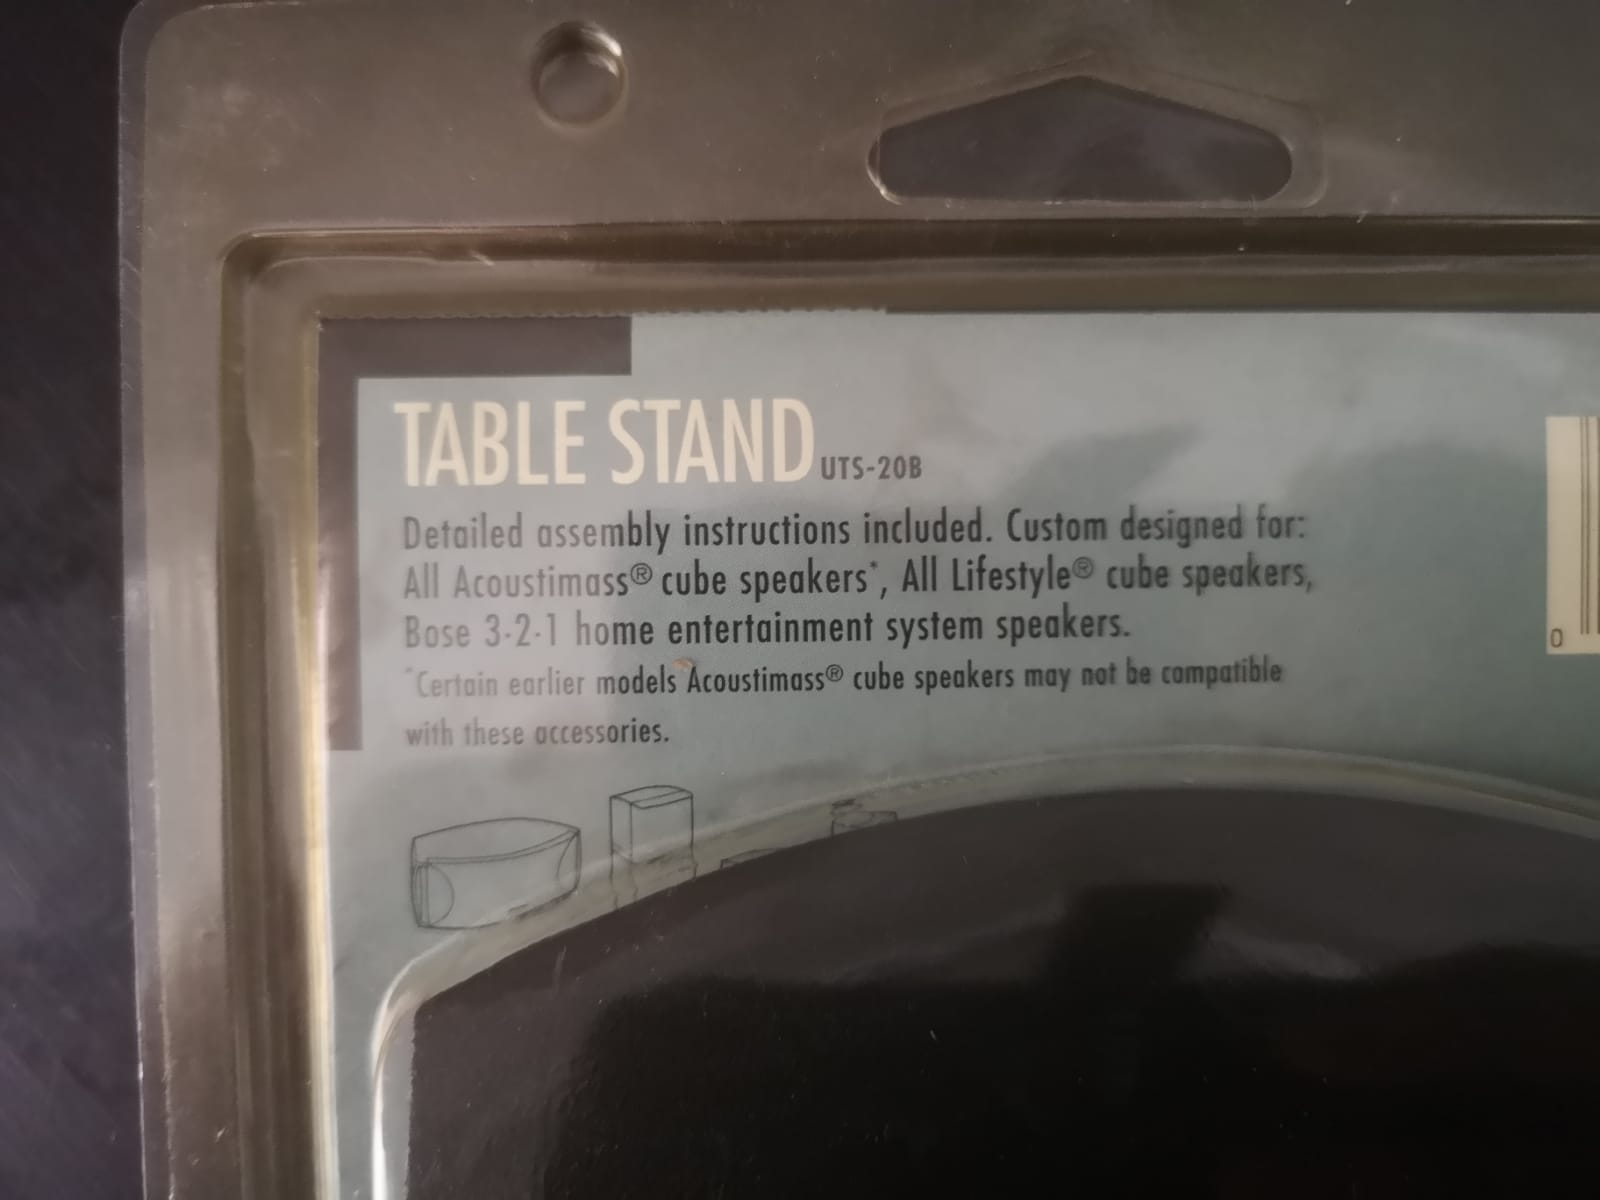 TABLE STAND UTS-20B
Detailed assembly instructions included. Custom designed for:
All Acoustimass® cube speakers*, All Lifestyle® cube speakers,
Bose 3·2·1 home entertainment system speakers.
*Certain earlier models Acoustimass® cube speakers may not be compatible
with these accessories.
0